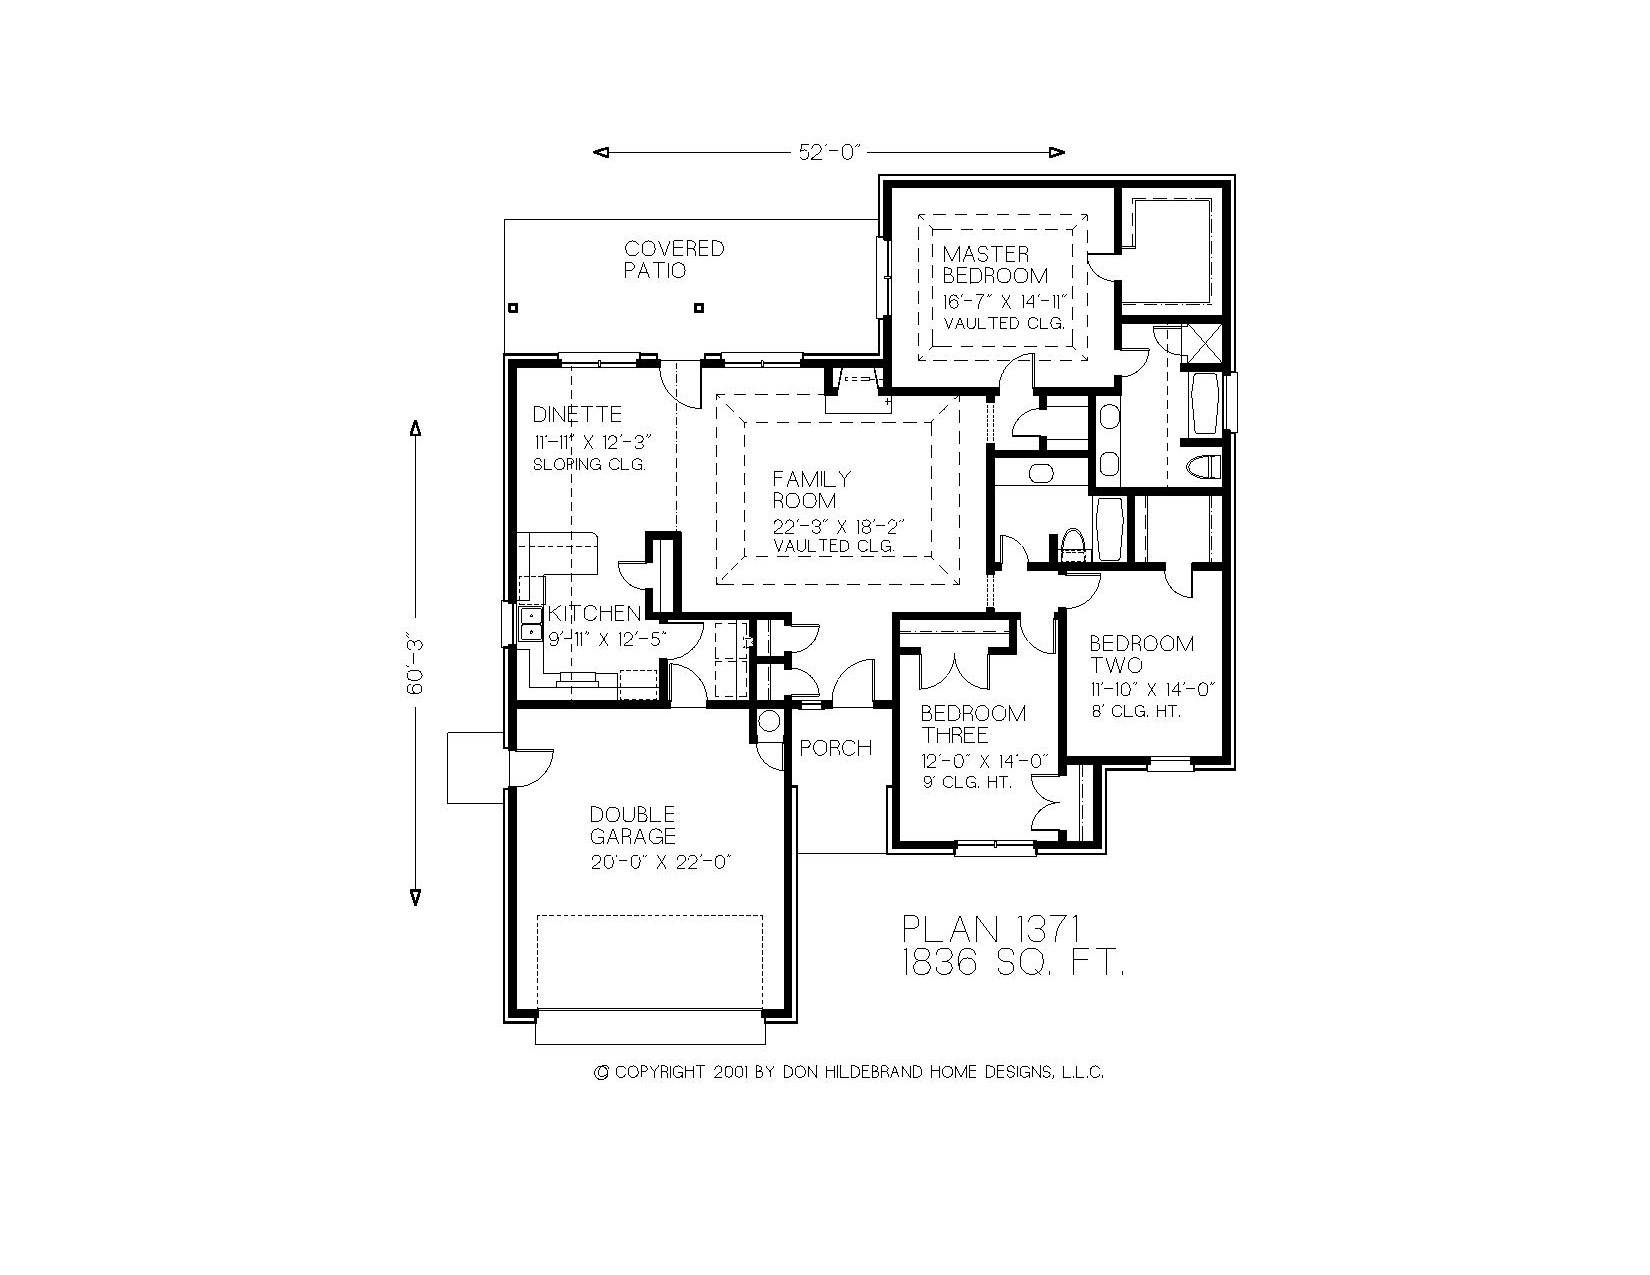 52'-0"
COVERED
PATIO
MASTER
BEDROOM
16'-7" X 14'-11"
VAULTED CLG.
DINETTE
11'-11" X 12'-3"
SLOPING CLG.
FAMILY
ROOM
22'-3" X 18'-2"
VAULTED CLG.
60'-3"
KITCHEN
9'-11" X 12'-5"
BEDROOM
TWO
11'-10" X 14'-0"
8' CLG. HT.
BEDROOM
THREE
12'-0" X 14'-0"
9' CLG. HT.
PORCH
DOUBLE
GARAGE
20'-0" X 22'-0"
PLAN 1371
1836 SQ. FT.
© COPYRIGHT 2001 BY DON HILDEBRAND HOME DESIGNS, L.L.C.